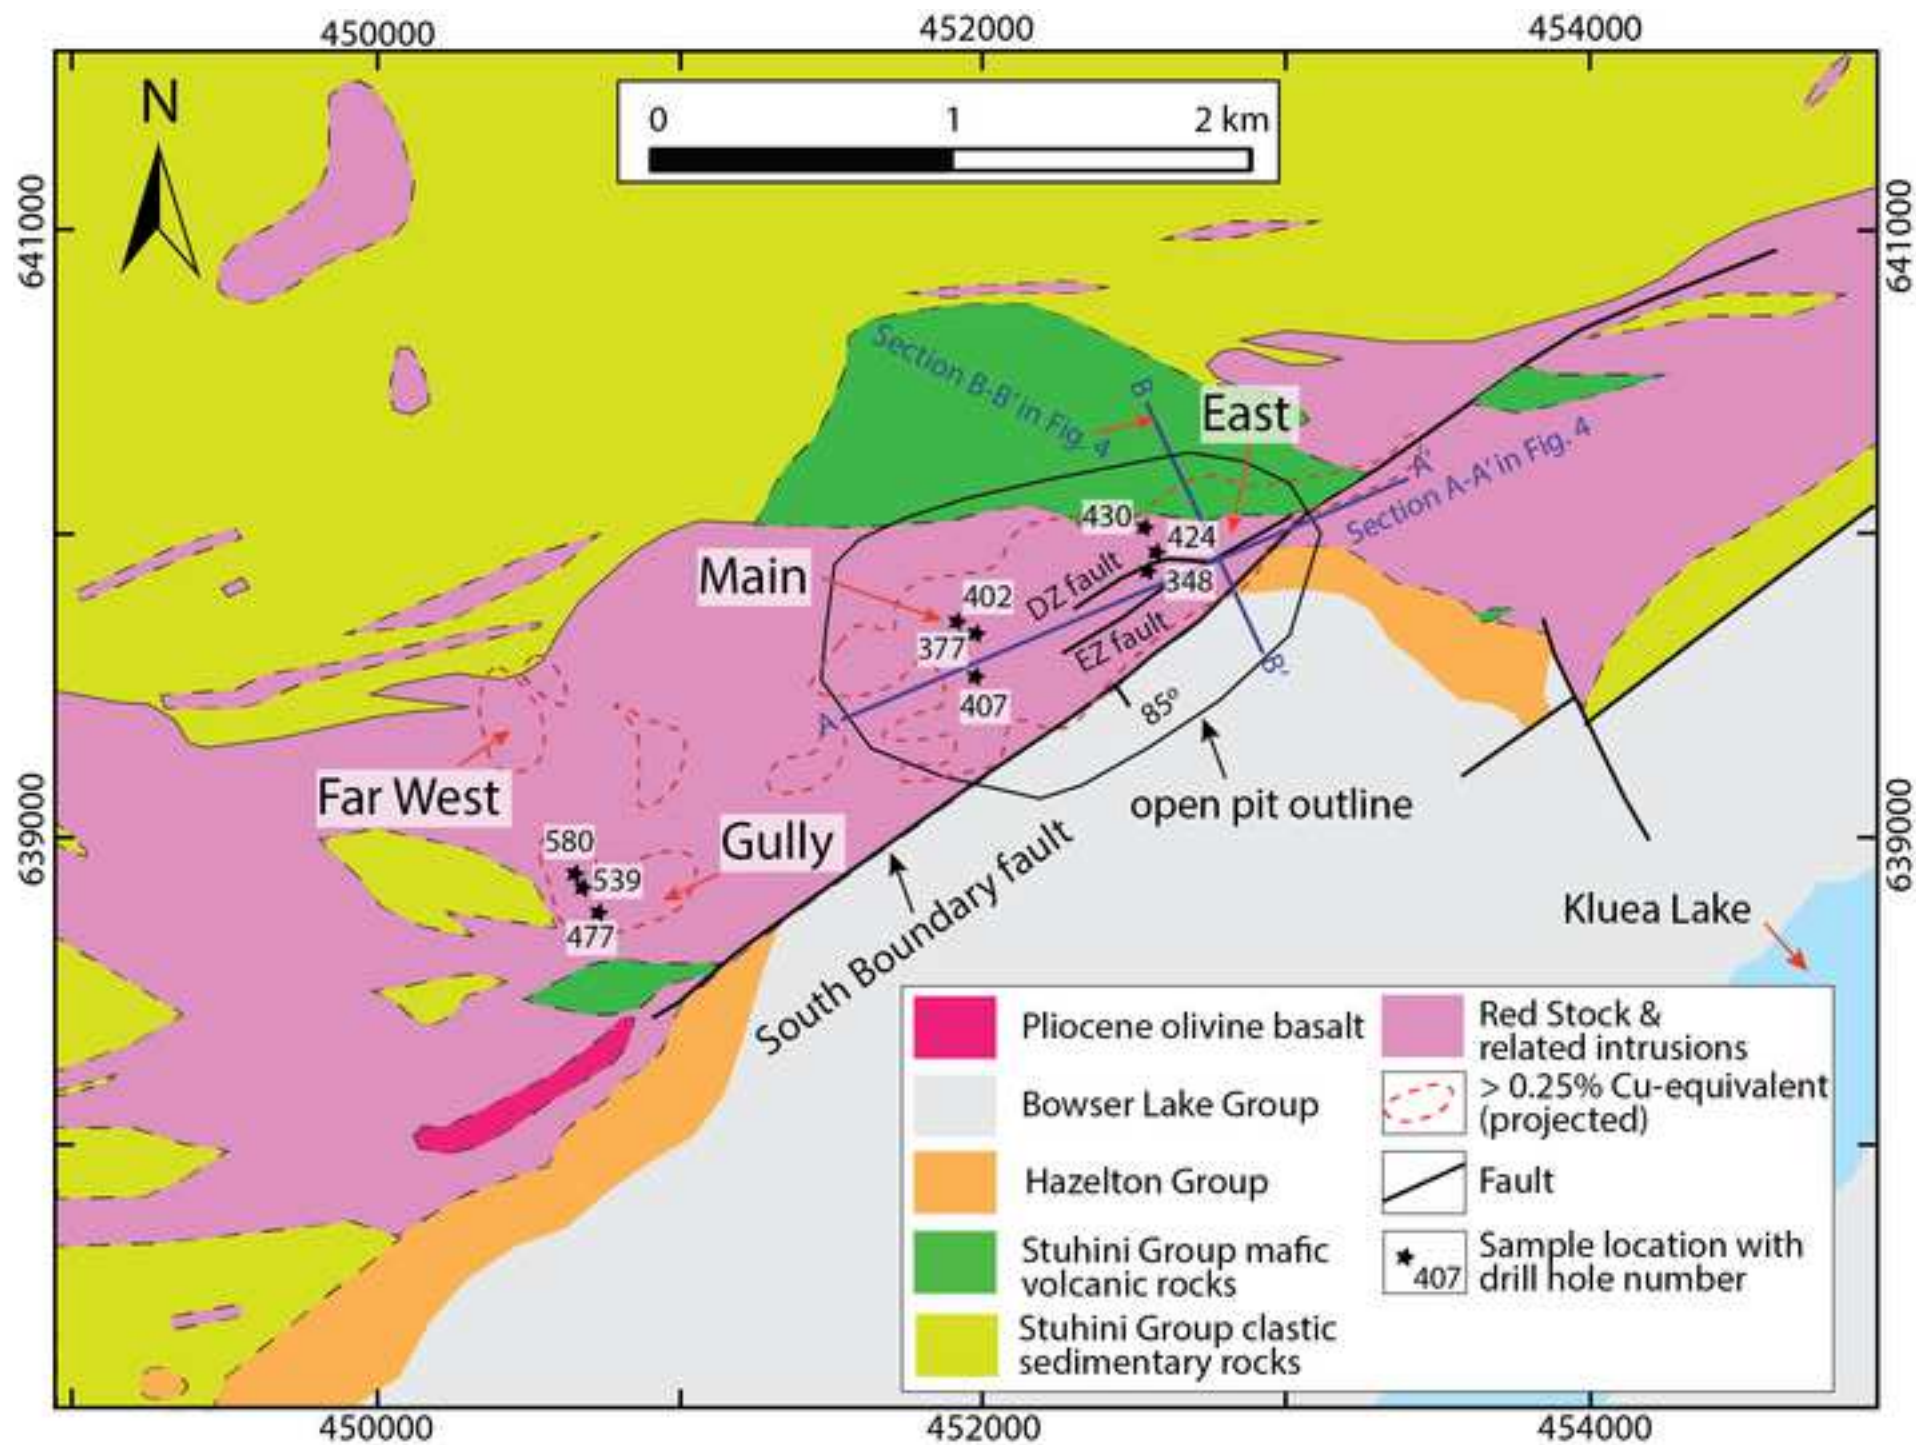 450000
452000
454000
N
0
1
2 km
641000
641000
Section B-B' in Fig. 4
B
East
A'
Section A-A' in Fig. 4
430
424
Main
DZ fault
348
402
377
EZ fault
B'
407
A
85º
Far West
open pit outline
639000
639000
580
Gully
539
477
South Boundary fault
Kluea Lake
Pliocene olivine basalt
Bowser Lake Group
Hazelton Group
Stuhini Group mafic
volcanic rocks
Stuhini Group clastic
sedimentary rocks
Red Stock &
related intrusions
> 0.25% Cu-equivalent
(projected)
Fault
Sample location with
407
drill hole number
450000
452000
454000